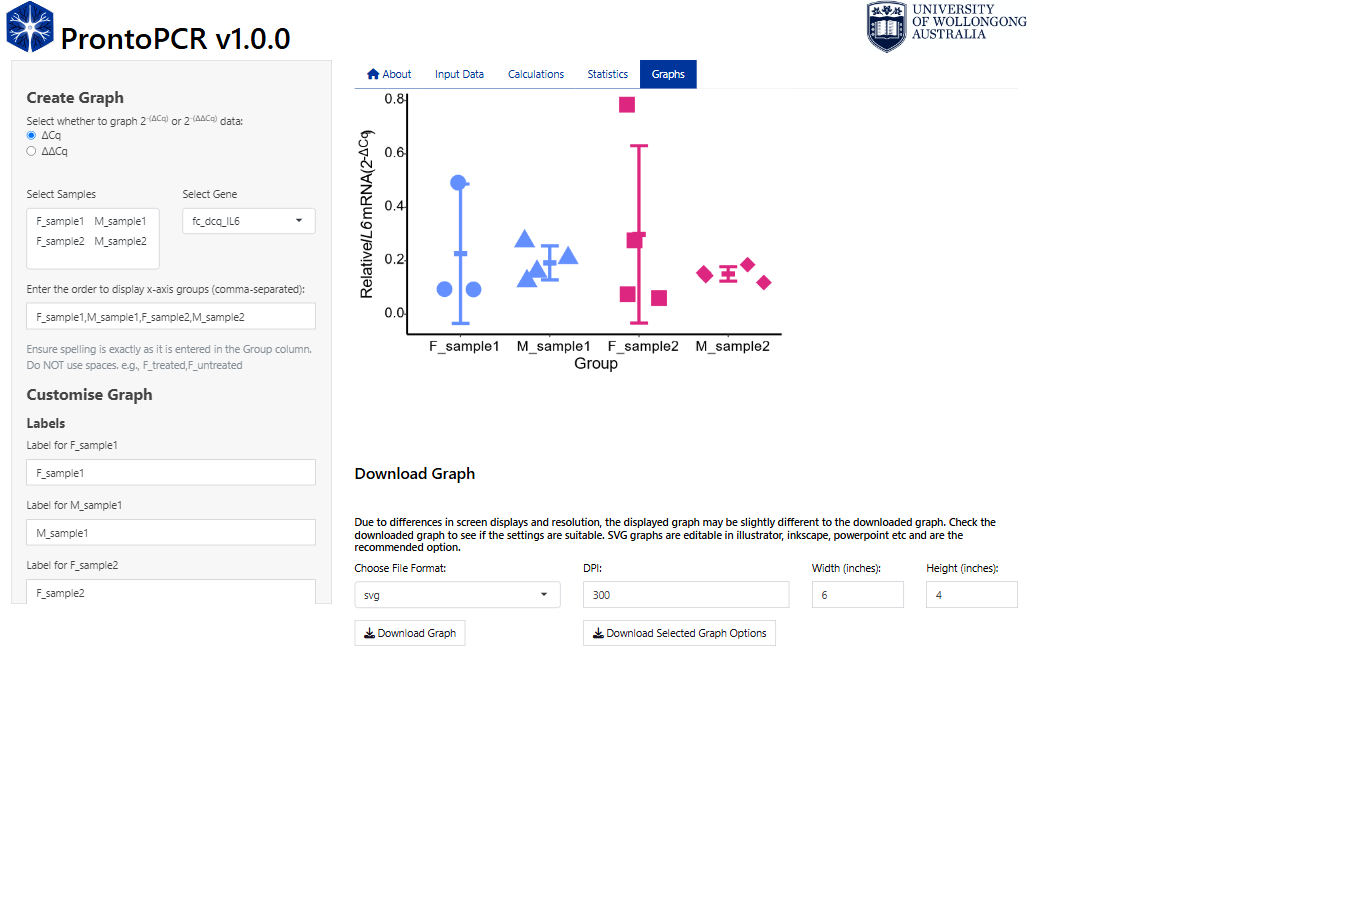 ProntoPCR v1.0.0
UNIVERSITY
OF WOLLONGONG
AUSTRALIA
Create Graph
Select whether to graph 2-(ΔCq) or 2-(ΔΔCq) data:
ΔCq
ΔΔCq
Select Samples
Select Gene
F_sample1 M_sample1
F_sample2 M_sample2
fc_dcq_IL6
Enter the order to display x-axis groups (comma-separated):
F_sample1,M_sample1,F_sample2,M_sample2
Ensure spelling is exactly as it is entered in the Group column.
Do NOT use spaces. e.g., F_treated,F_untreated
Customise Graph
Labels
Label for F_sample1
F_sample1
Label for M_sample1
M_sample1
Label for F_sample2
F_sample2
About Input Data Calculations Statistics Graphs
Relative IL6 mRNA (2-ΔCq)
0.8
0.6
0.4
0.2
0.0
F_sample1 M_sample1 F_sample2 M_sample2
Group
Download Graph
Due to differences in screen displays and resolution, the displayed graph may be slightly different to the downloaded graph. Check the
downloaded graph to see if the settings are suitable. SVG graphs are editable in illustrator, inkscape, powerpoint etc and are the
recommended option.
Choose File Format: DPI: Width (inches): Height (inches):
svg 300 6 4
Download Graph Download Selected Graph Options